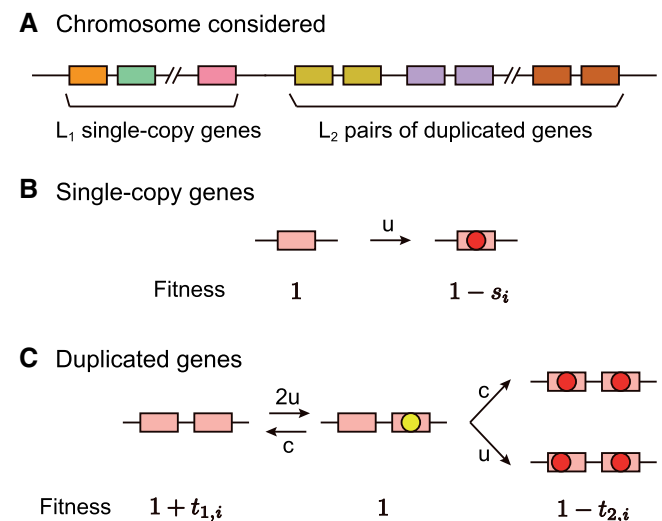 A Chromosome considered
L₁ single-copy genes
L₂ pairs of duplicated genes
B Single-copy genes
u
Fitness 1 1 − sᵢ
C Duplicated genes
2u
c
c
u
Fitness 1 + t₁,ᵢ 1 1 − t₂,ᵢ